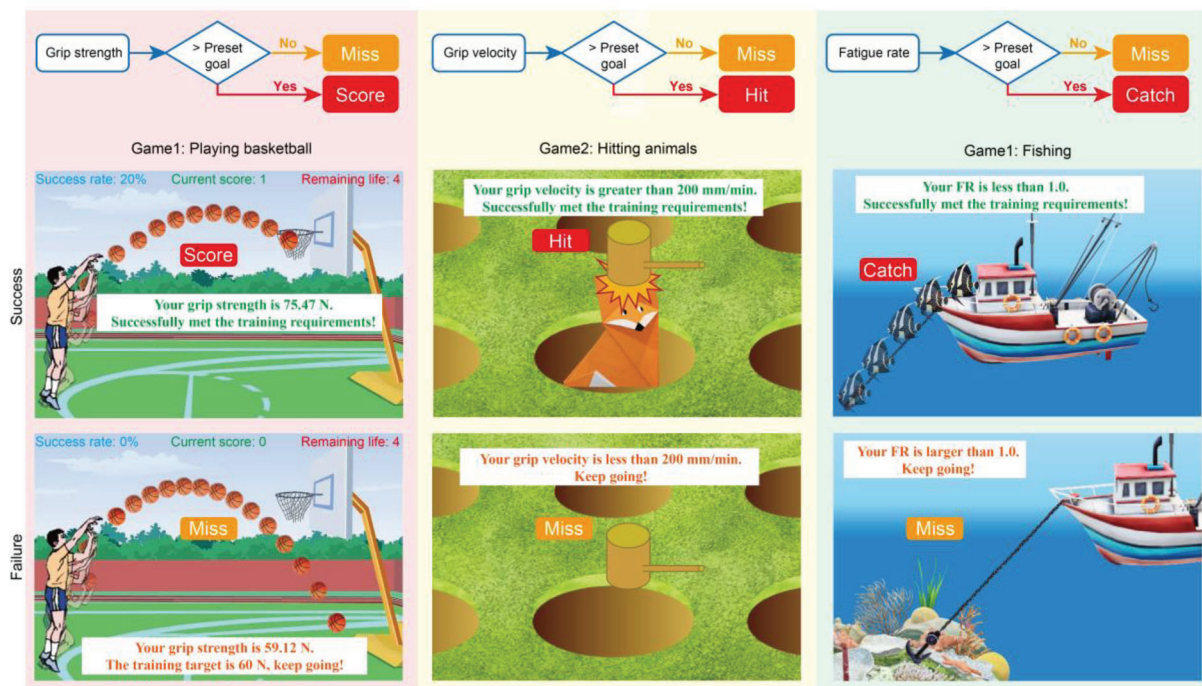 Grip strength
> Preset
goal
No
Miss
Yes
Score
Grip velocity
> Preset
goal
No
Miss
Yes
Hit
Fatigue rate
> Preset
goal
No
Miss
Yes
Catch
Game1: Playing basketball
Game2: Hitting animals
Game1: Fishing
Success
Success rate: 20% Current score: 1 Remaining life: 4
Score
Your grip strength is 75.47 N.
Successfully met the training requirements!
Your grip velocity is greater than 200 mm/min.
Successfully met the training requirements!
Hit
Your FR is less than 1.0.
Successfully met the training requirements!
Catch
Failure
Success rate: 0% Current score: 0 Remaining life: 4
Miss
Your grip strength is 59.12 N.
The training target is 60 N, keep going!
Your grip velocity is less than 200 mm/min.
Keep going!
Miss
Your FR is larger than 1.0.
Keep going!
Miss